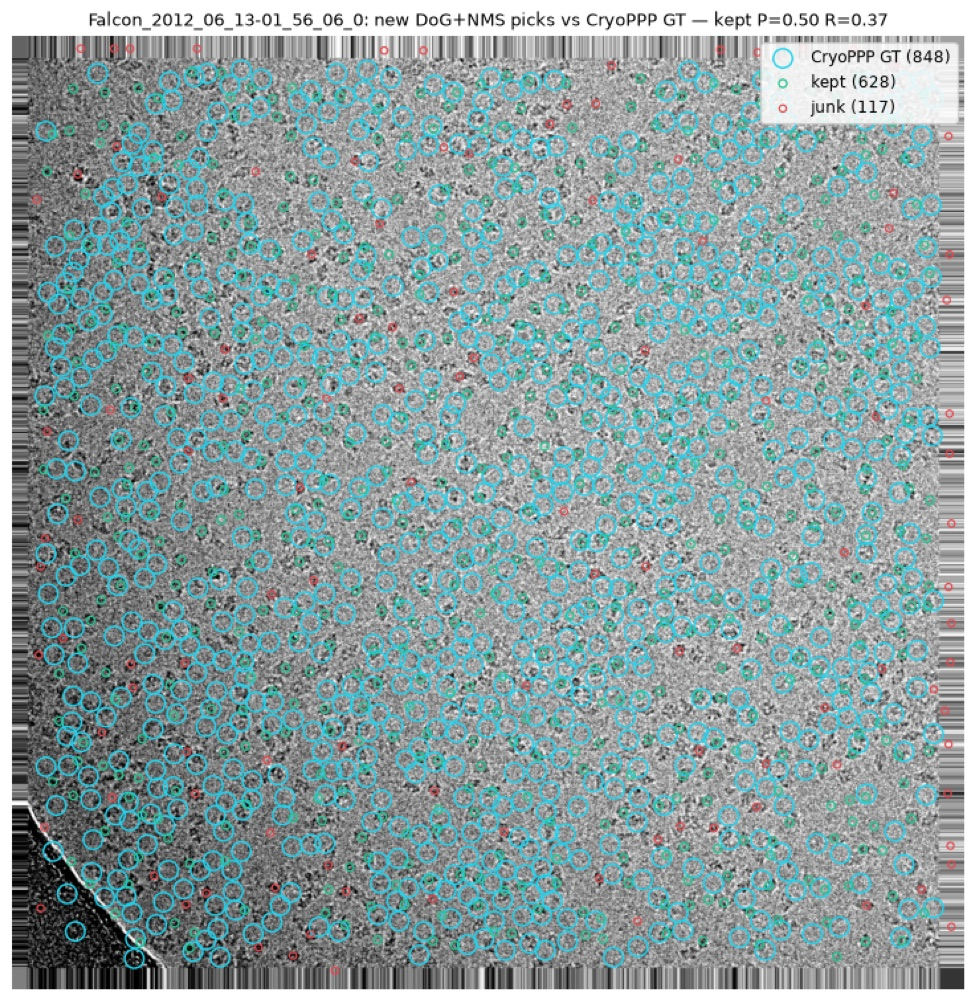 Falcon_2012_06_13-01_56_06_0: new DoG+NMS picks vs CryoPPP GT — kept P=0.50 R=0.37
CryoPPP GT (848)
kept (628)
junk (117)